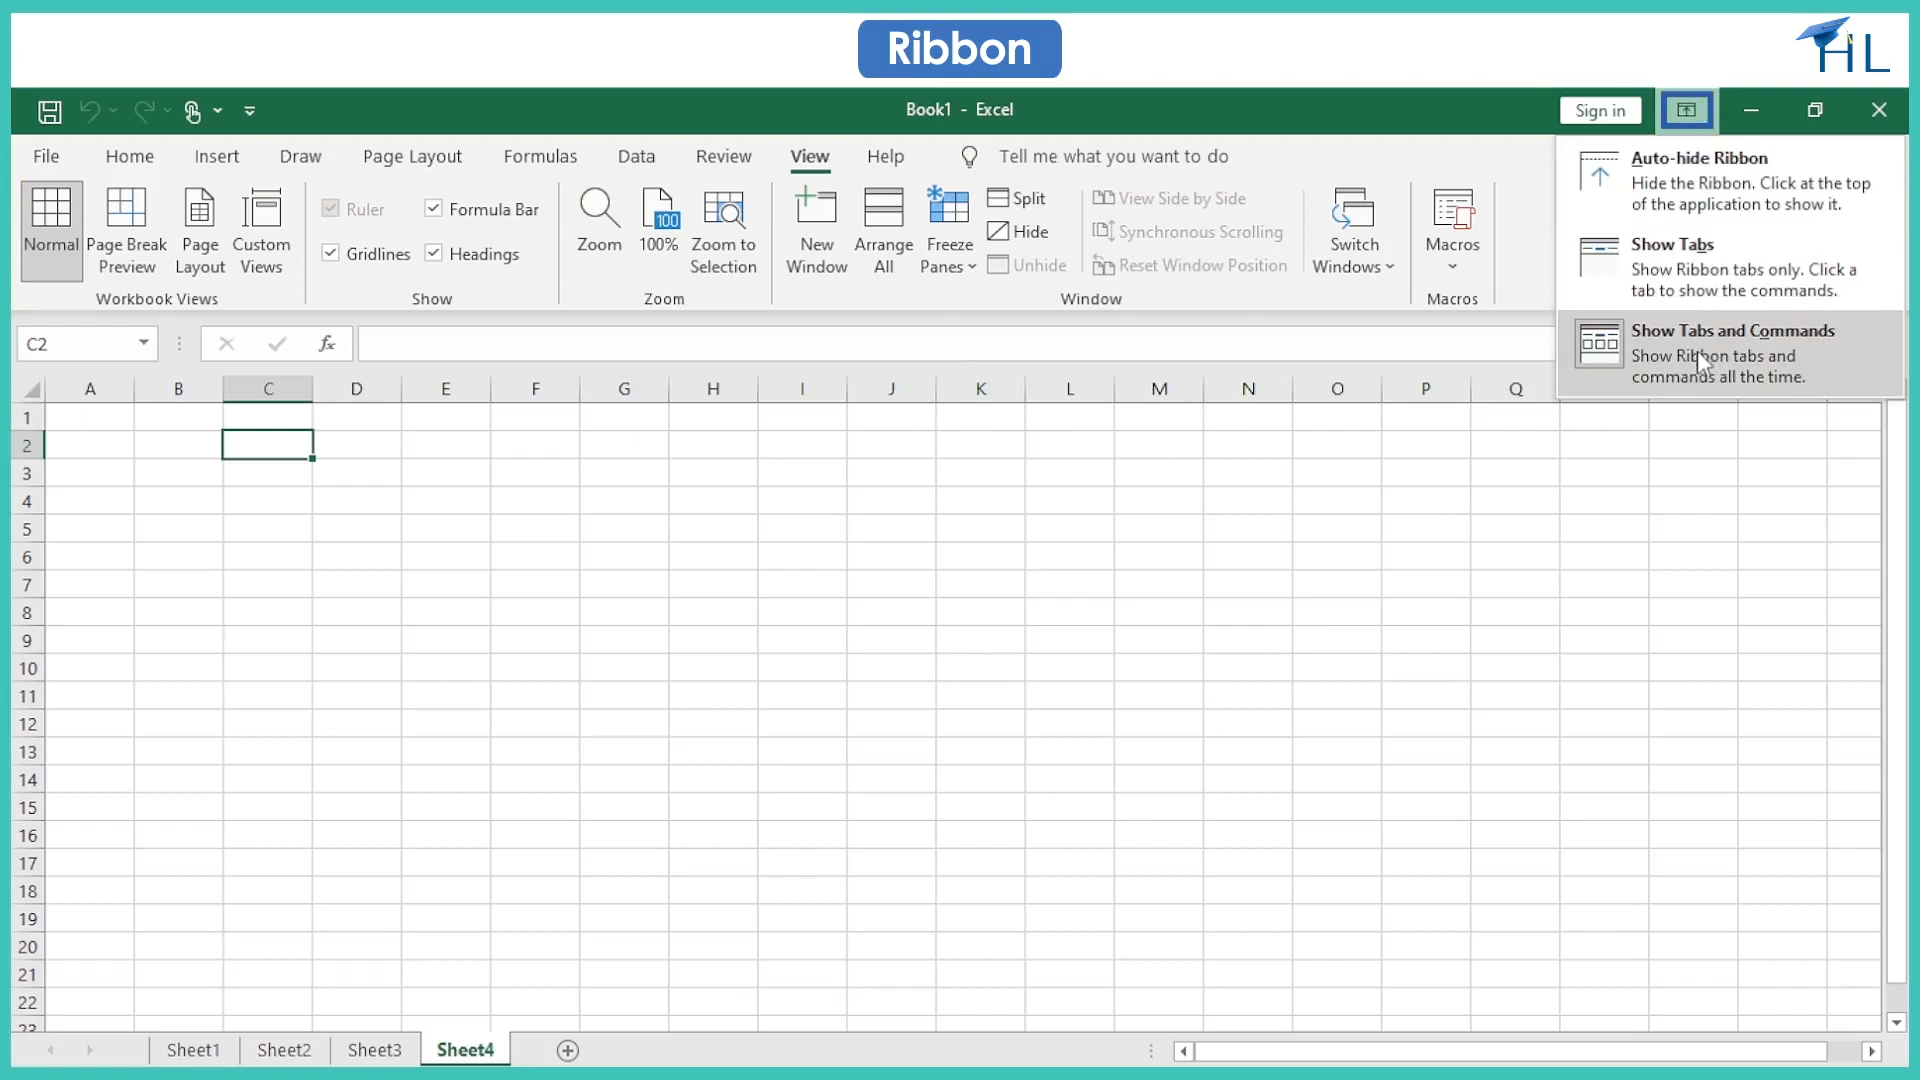 Ribbon
HL
Book1 - Excel
Sign in
File Home Insert Draw Page Layout Formulas Data Review View Help Tell me what you want to do
Normal
Page Break
Preview
Page
Layout
Custom
Views
Workbook Views
Ruler
Formula Bar
Gridlines
Headings
Show
Zoom
100
100%
Zoom to
Selection
Zoom
New
Window
Arrange
All
Freeze
Panes
Split
Hide
Unhide
View Side by Side
Synchronous Scrolling
Reset Window Position
Window
Switch
Windows
Macros
Macros
Auto-hide Ribbon
Hide the Ribbon. Click at the top
of the application to show it.
Show Tabs
Show Ribbon tabs only. Click a
tab to show the commands.
Show Tabs and Commands
Show Ribbon tabs and
commands all the time.
C2
fx
A B C D E F G H I J K L M N O P Q
1
2
3
4
5
6
7
8
9
10
11
12
13
14
15
16
17
18
19
20
21
22
23
Sheet1 Sheet2 Sheet3 Sheet4